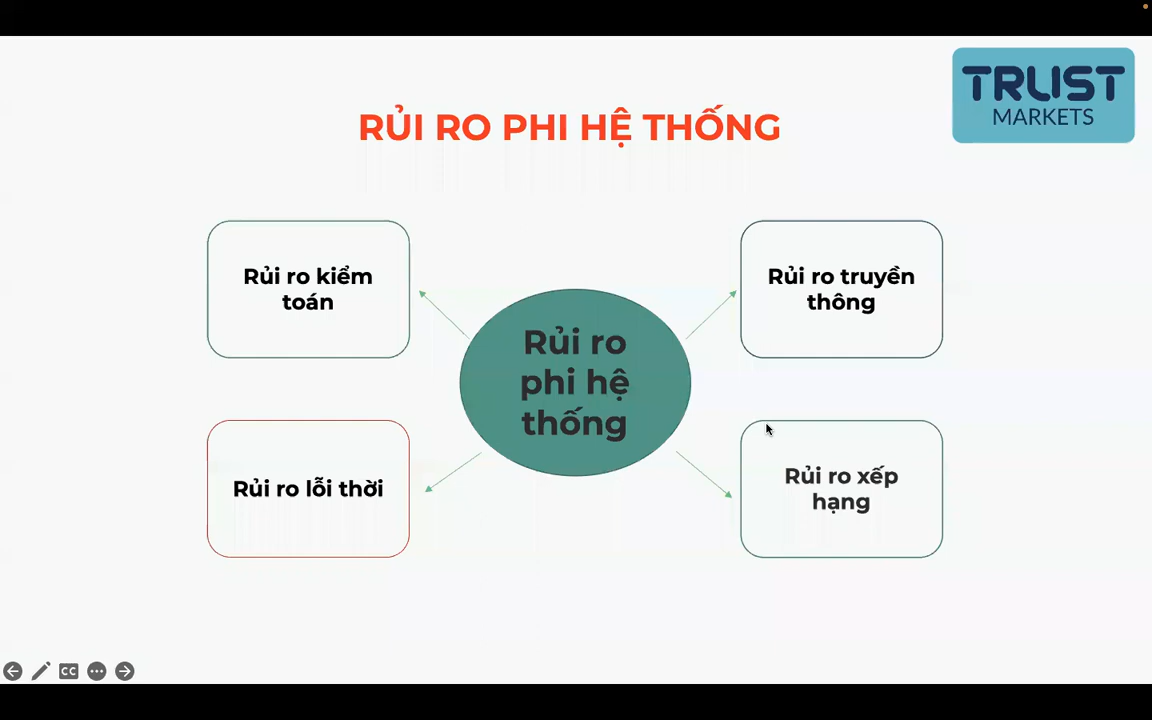 TRUST
MARKETS
RỦI RO PHI HỆ THỐNG
Rủi ro kiểm
toán
Rủi ro truyền
thông
Rủi ro
phi hệ
thống
Rủi ro lỗi thời
Rủi ro xếp
hạng
CC